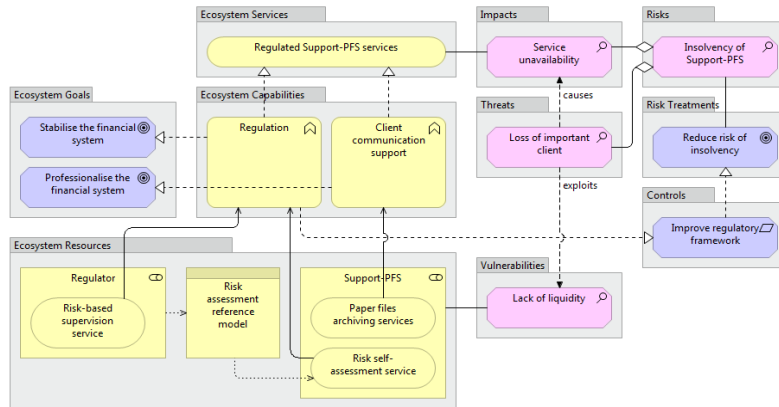 Ecosystem Services
Regulated Support-PFS services
Impacts
Service
unavailability
Risks
Insolvency of
Support-PFS
Ecosystem Goals
Stabilise the financial
system
Professionalise the
financial system
Ecosystem Capabilities
Regulation
Client
communication
support
causes
Threats
Loss of important
client
exploits
Risk Treatments
Reduce risk of
insolvency
Controls
Improve regulatory
framework
Ecosystem Resources
Regulator
Risk-based
supervision
service
Risk
assessment
reference
model
Support-PFS
Paper files
archiving services
Risk self-
assessment service
Vulnerabilities
Lack of liquidity